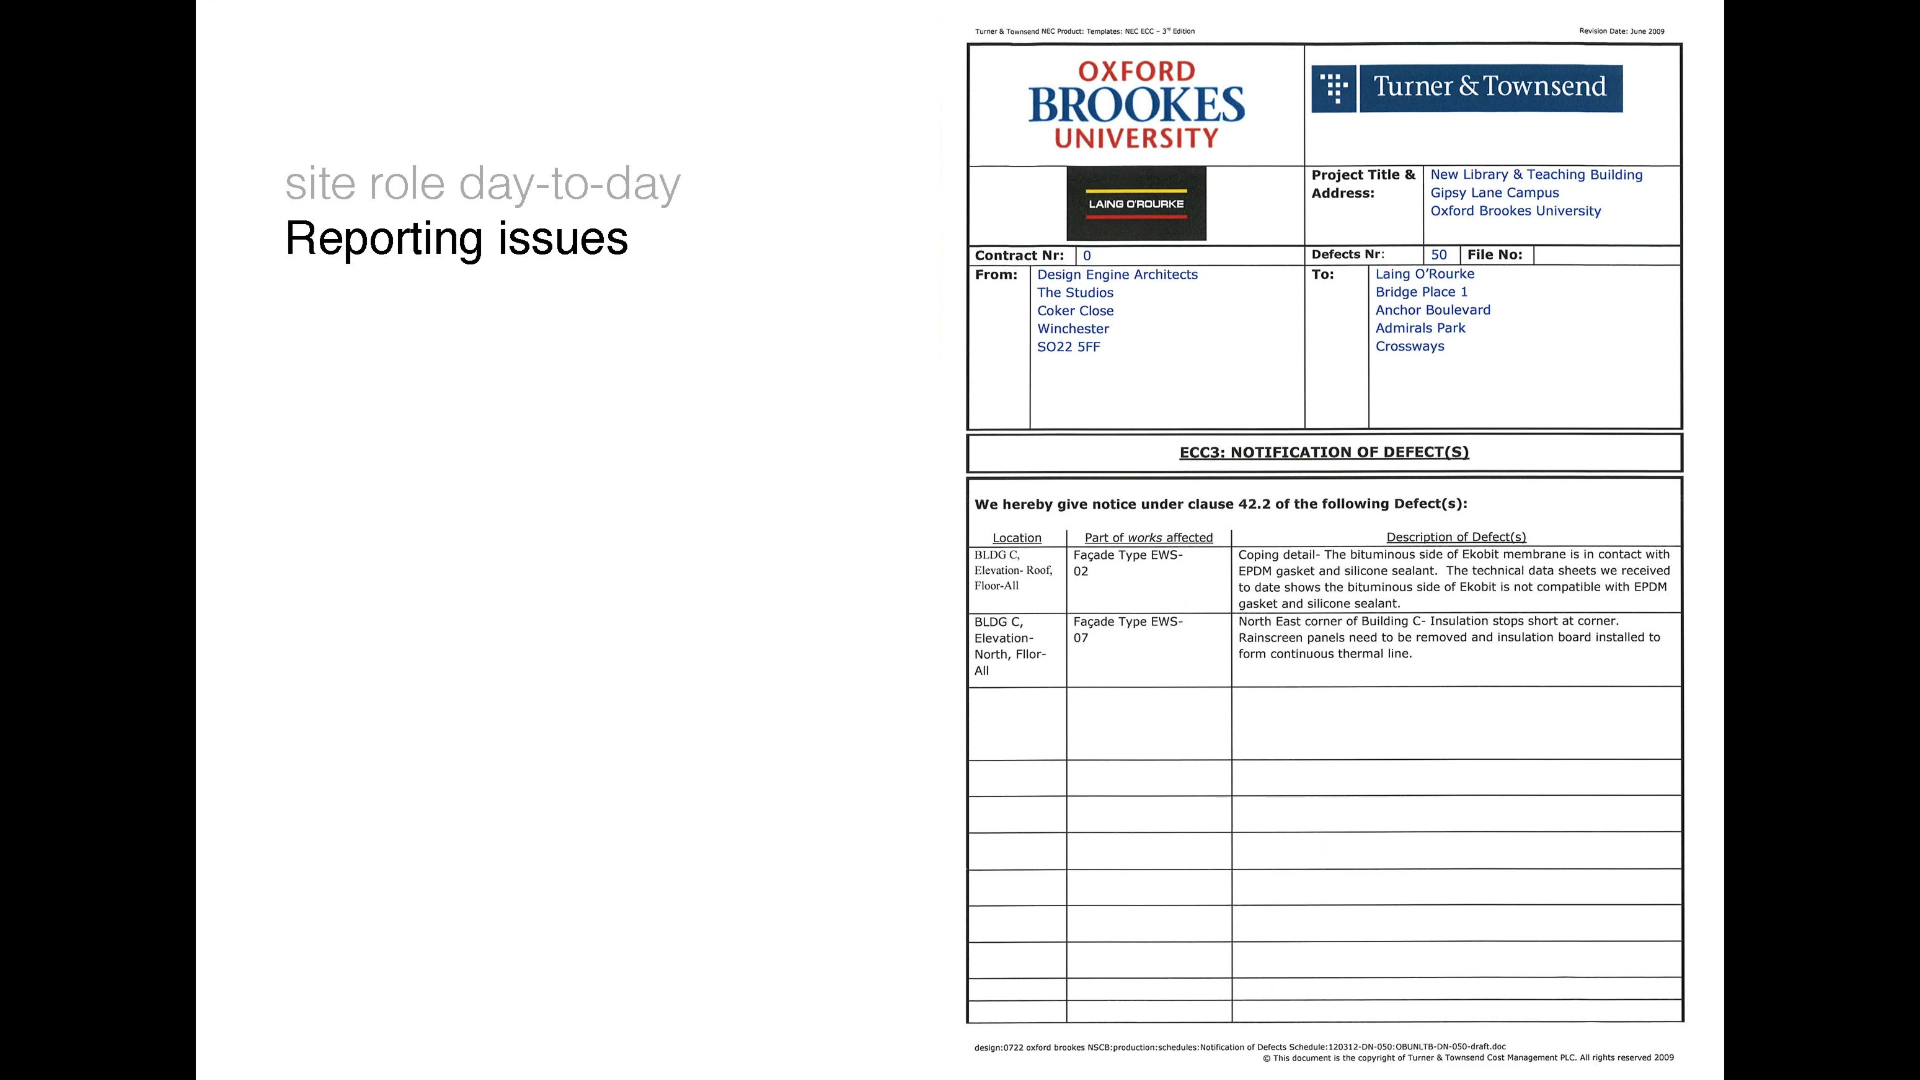 site role day-to-day
Reporting issues
Turner & Townsend NEC Product: Templates: NEC ECC – 3rd Edition
Revision Date: June 2009
OXFORD
BROOKES
UNIVERSITY
Turner & Townsend
LAING O'ROURKE
Project Title &
Address:
New Library & Teaching Building
Gipsy Lane Campus
Oxford Brookes University
Contract Nr: 0
Defects Nr: 50 File No:
From:
Design Engine Architects
The Studios
Coker Close
Winchester
SO22 5FF
To:
Laing O'Rourke
Bridge Place 1
Anchor Boulevard
Admirals Park
Crossways
ECC3: NOTIFICATION OF DEFECT(S)
We hereby give notice under clause 42.2 of the following Defect(s):
Location Part of works affected Description of Defect(s)
BLDG C,
Elevation- Roof,
Floor-All
Façade Type EWS-
02
Coping detail- The bituminous side of Ekobit membrane is in contact with
EPDM gasket and silicone sealant. The technical data sheets we received
to date shows the bituminous side of Ekobit is not compatible with EPDM
gasket and silicone sealant.
BLDG C,
Elevation-
North, Fllor-
All
Façade Type EWS-
07
North East corner of Building C- Insulation stops short at corner.
Rainscreen panels need to be removed and insulation board installed to
form continuous thermal line.
design:0722 oxford brookes NSCB:production:schedules:Notification of Defects Schedule:120312-DN-050:OBUNLTB-DN-050-draft.doc
© This document is the copyright of Turner & Townsend Cost Management PLC. All rights reserved 2009